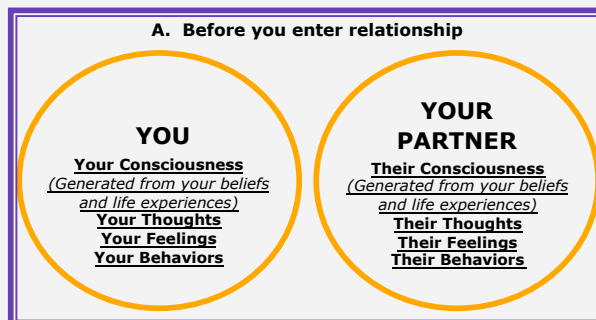 A. Before you enter relationship
YOU
Your Consciousness
(Generated from your beliefs
and life experiences)
Your Thoughts
Your Feelings
Your Behaviors
YOUR
PARTNER
Their Consciousness
(Generated from your beliefs
and life experiences)
Their Thoughts
Their Feelings
Their Behaviors